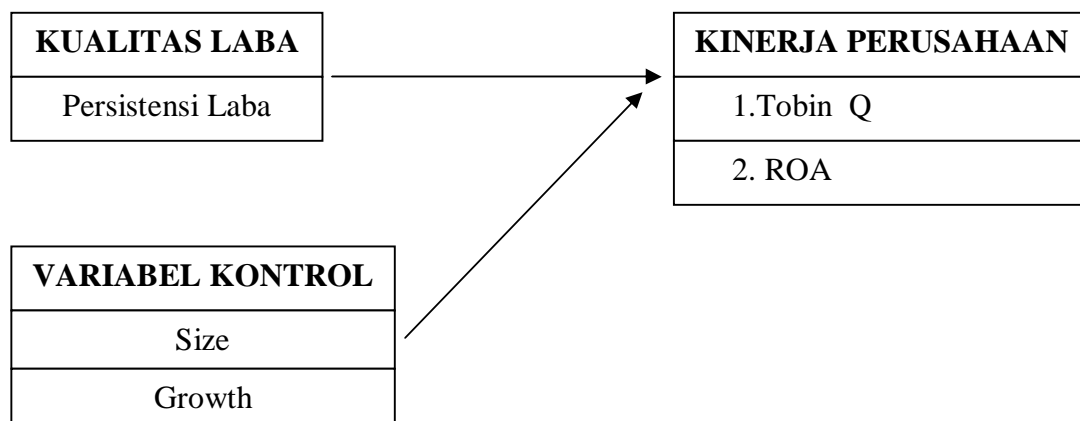 KUALITAS LABA
Persistensi Laba
KINERJA PERUSAHAAN
1.Tobin Q
2. ROA
VARIABEL KONTROL
Size
Growth